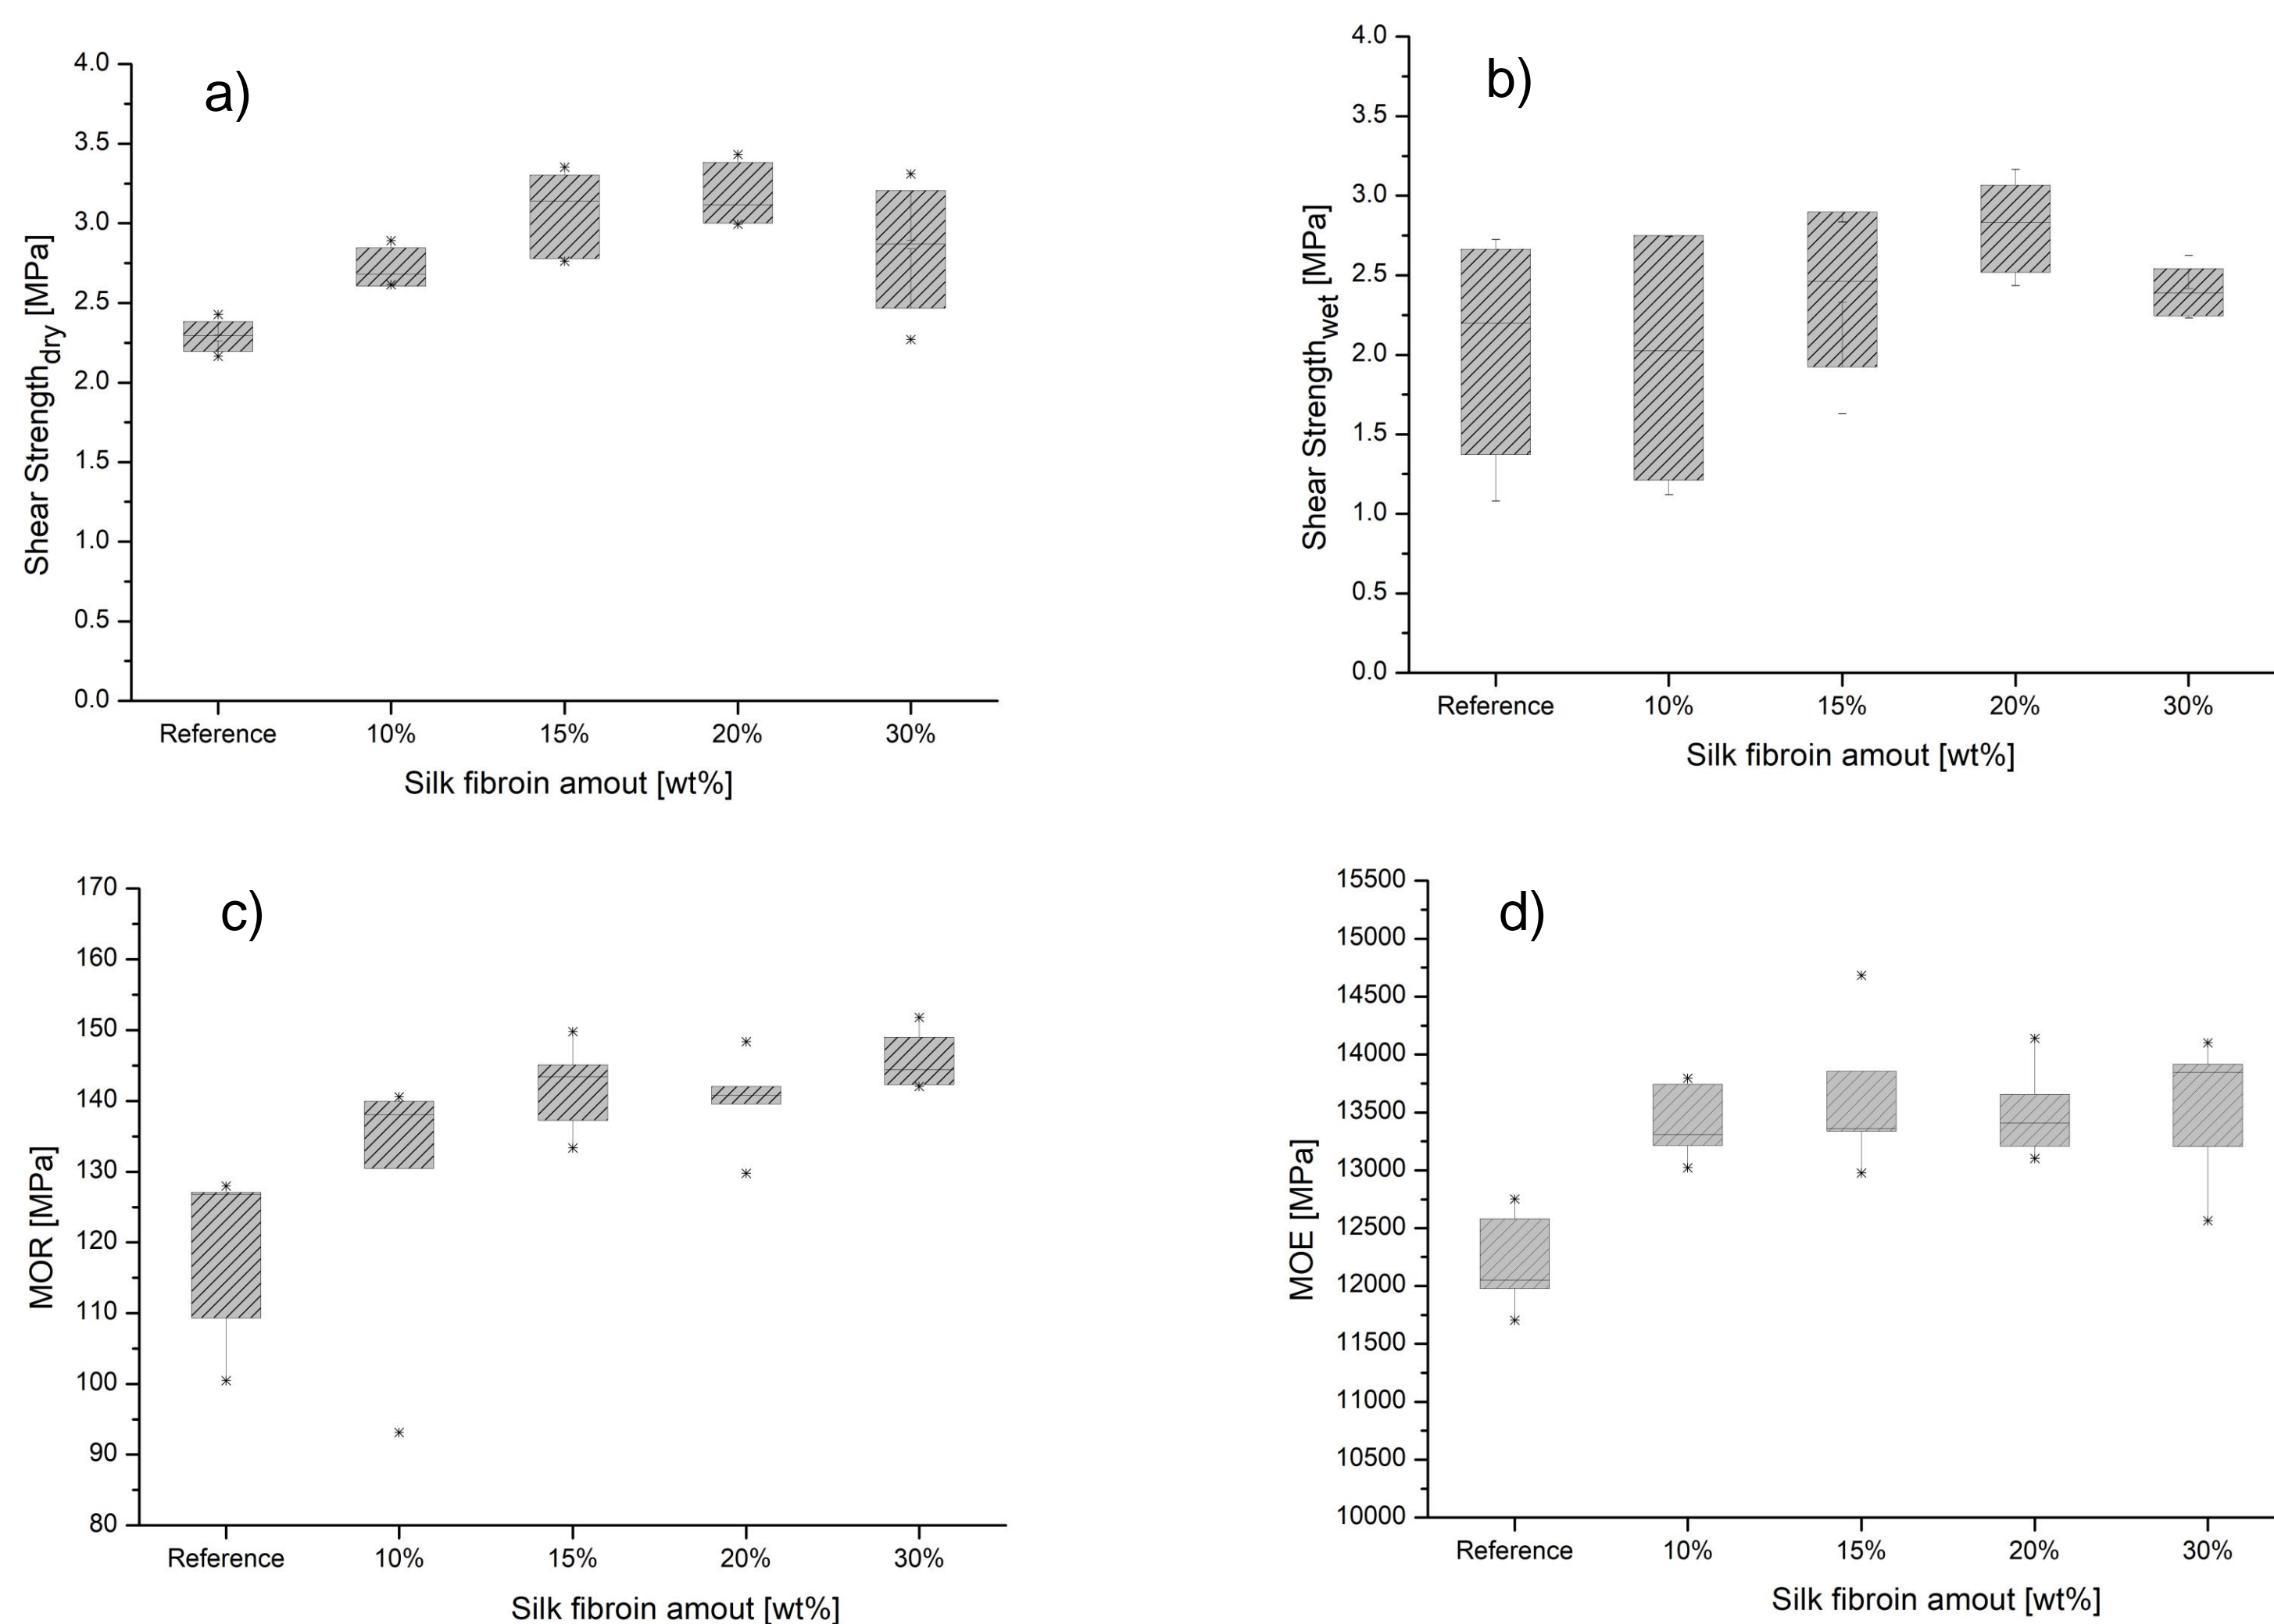 a)
4.0
3.5
3.0
2.5
2.0
1.5
1.0
0.5
0.0
Shear Strengthdry [MPa]
Reference 10% 15% 20% 30%
Silk fibroin amout [wt%]
b)
4.0
3.5
3.0
2.5
2.0
1.5
1.0
0.5
0.0
Shear Strengthwet [MPa]
Reference 10% 15% 20% 30%
Silk fibroin amout [wt%]
c)
170
160
150
140
130
120
110
100
90
80
MOR [MPa]
Reference 10% 15% 20% 30%
Silk fibroin amout [wt%]
d)
15500
15000
14500
14000
13500
13000
12500
12000
11500
11000
10500
10000
MOE [MPa]
Reference 10% 15% 20% 30%
Silk fibroin amout [wt%]